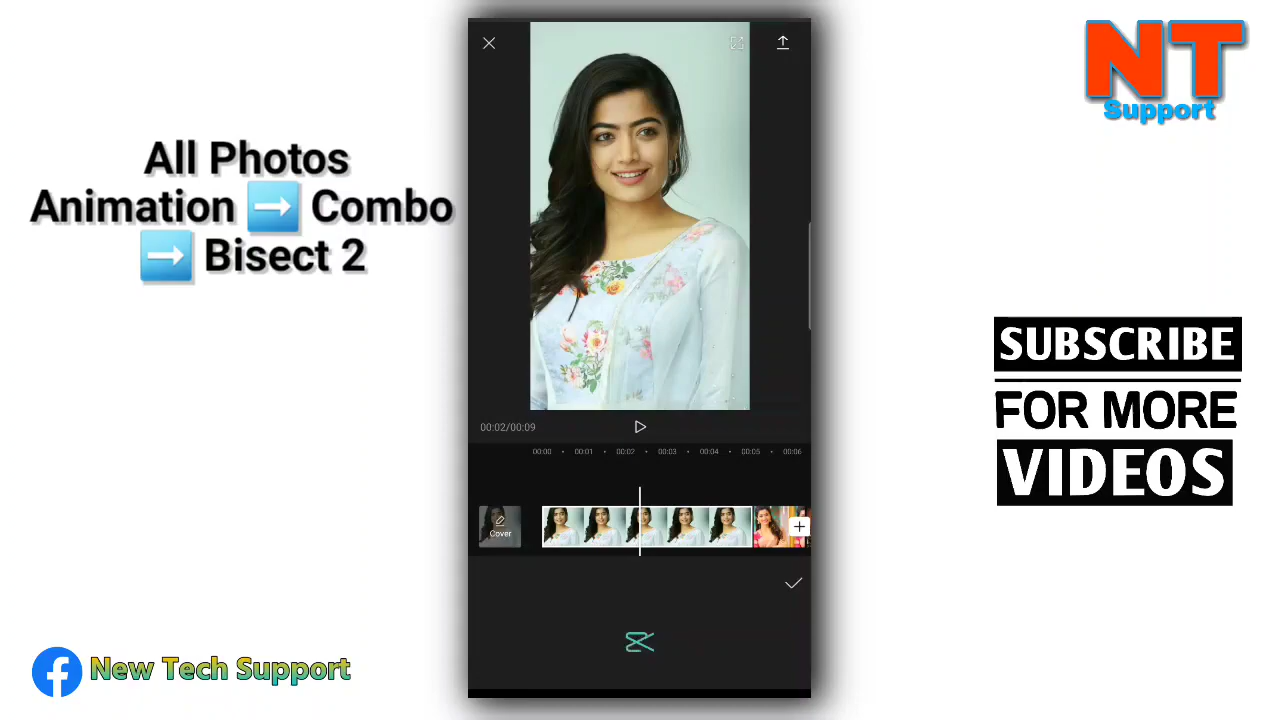 NT
Support
All Photos
Animation ➡️ Combo
➡️ Bisect 2
SUBSCRIBE
FOR MORE
VIDEOS
00:02/00:09
00:00 00:01 00:02 00:03 00:04 00:05 00:06
Cover
New Tech Support